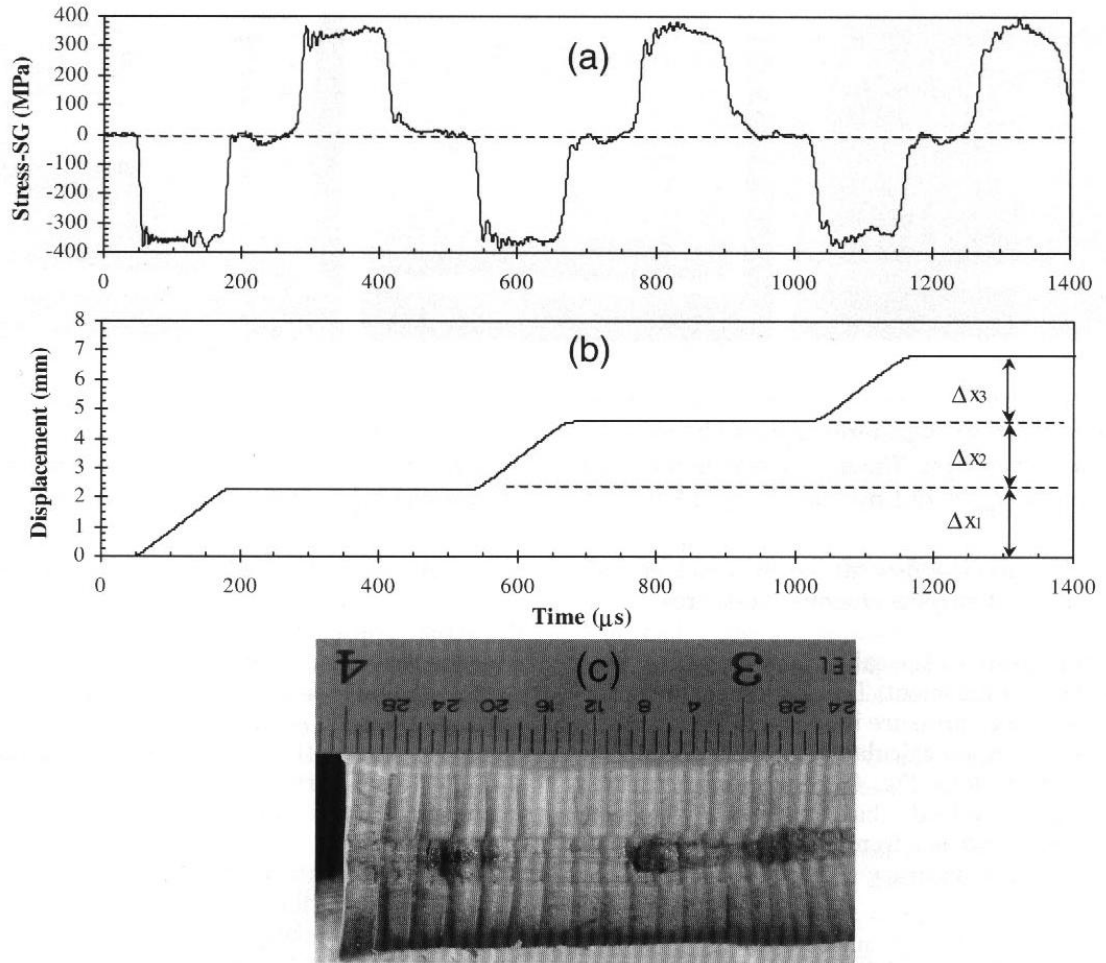 400
300
200
100
0
-100
-200
-300
-400
Stress-SG (MPa)
(a)
0 200 400 600 800 1000 1200 1400
8
7
6
5
4
3
2
1
0
Displacement (mm)
(b)
Δx3
Δx2
Δx1
0 200 400 600 800 1000 1200 1400
Time (μs)
(c)
4 3 EEL
28 24 20 16 12 8 4 28 24